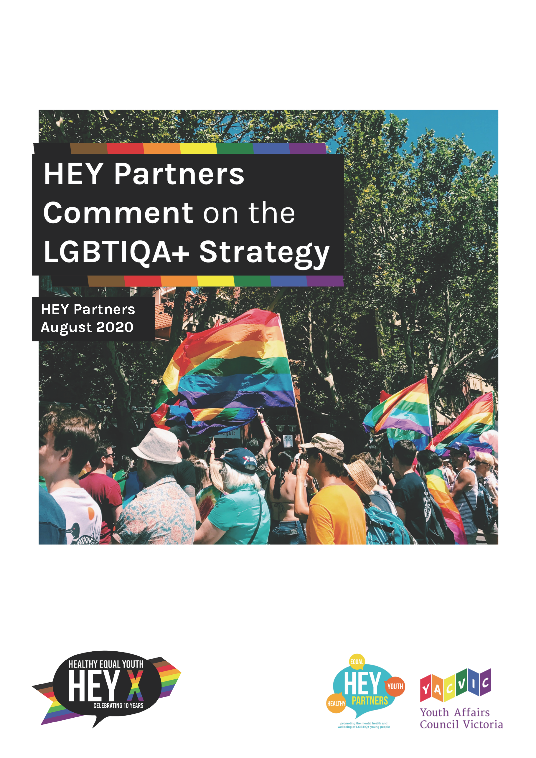 HEY Partners
Comment on the
LGBTIQA+ Strategy
HEY Partners
August 2020
HEALTHY EQUAL YOUTH
HEY X
CELEBRATING 10 YEARS
EQUAL
HEY
YOUTH
HEALTHY
PARTNERS
YACVIC
Youth Affairs
Council Victoria